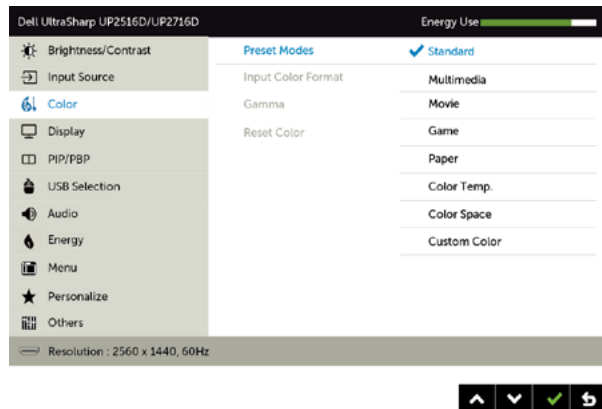 Dell UltraSharp UP2516D/UP2716D Energy Use
Brightness/Contrast Preset Modes Standard
Input Source Input Color Format Multimedia
Color Gamma Movie
Display Reset Color Game
PIP/PBP Paper
USB Selection Color Temp.
Audio Color Space
Energy Custom Color
Menu
Personalize
Others
Resolution : 2560 x 1440, 60Hz